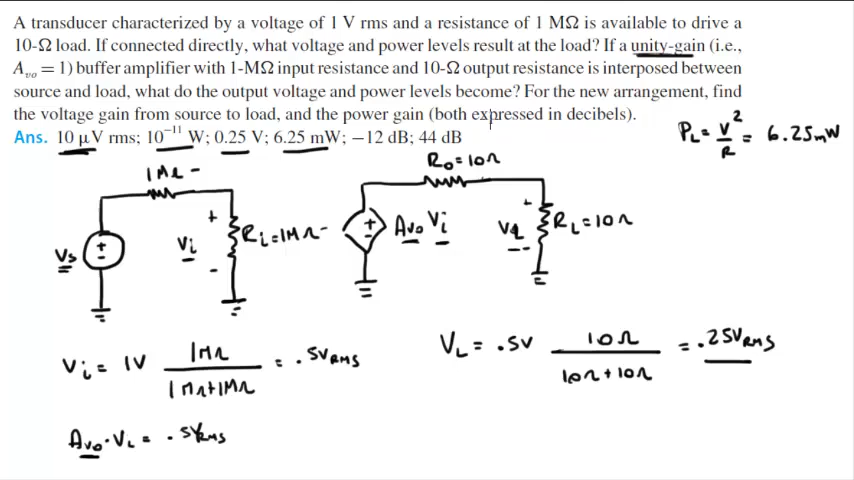 A transducer characterized by a voltage of 1 V rms and a resistance of 1 MΩ is available to drive a
10-Ω load. If connected directly, what voltage and power levels result at the load? If a unity-gain (i.e.,
Avo = 1) buffer amplifier with 1-MΩ input resistance and 10-Ω output resistance is interposed between
source and load, what do the output voltage and power levels become? For the new arrangement, find
the voltage gain from source to load, and the power gain (both expressed in decibels).
Ans. 10 μV rms; 10⁻¹¹ W; 0.25 V; 6.25 mW; −12 dB; 44 dB
PL = V²/R = 6.25mW
1MΩ
Ro = 10Ω
Vs
+
-
+
Vi
-
Ri = 1MΩ
+
-
Avo Vi
+
VL
-
RL = 10Ω
Vi = 1V 1MΩ/1MΩ+1MΩ = .5VRMS
VL = .5V 10Ω/10Ω+10Ω = .25VRMS
Avo·VL = .5VRMS